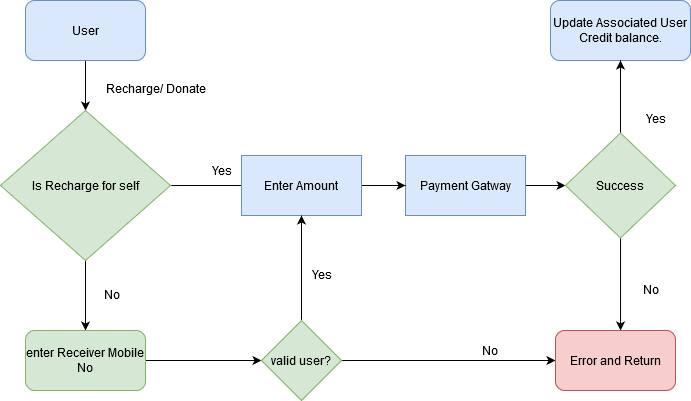 User
Update Associated User
Credit balance.
Recharge/ Donate
Yes
Is Recharge for self
Yes
Enter Amount
Payment Gatway
Success
Yes
No
No
enter Receiver Mobile
No
valid user?
No
Error and Return